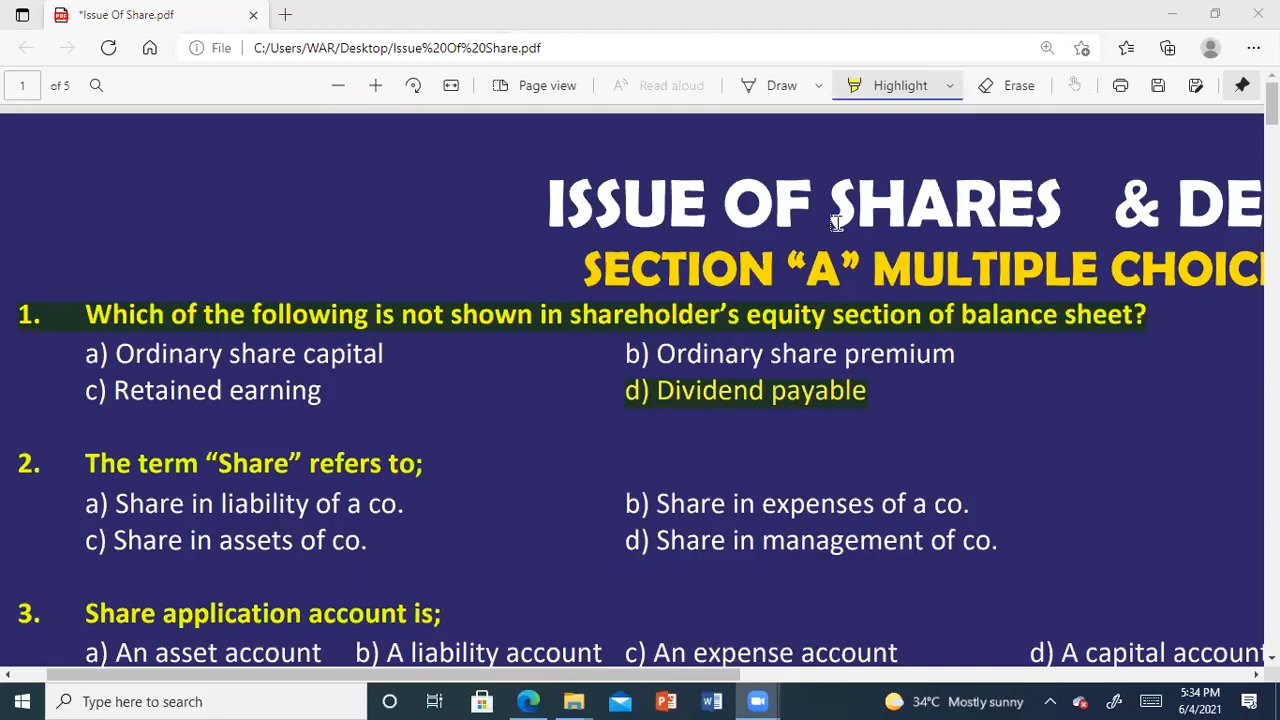 *Issue Of Share.pdf
File C:/Users/WAR/Desktop/Issue%20Of%20Share.pdf
1 of 5 Page view Read aloud Draw Highlight Erase
ISSUE OF SHARES & DE
SECTION “A” MULTIPLE CHOIC
1. Which of the following is not shown in shareholder’s equity section of balance sheet?
a) Ordinary share capital b) Ordinary share premium
c) Retained earning d) Dividend payable
2. The term “Share” refers to;
a) Share in liability of a co. b) Share in expenses of a co.
c) Share in assets of co. d) Share in management of co.
3. Share application account is;
a) An asset account b) A liability account c) An expense account d) A capital account
Type here to search 34°C Mostly sunny 5:34 PM
6/4/2021